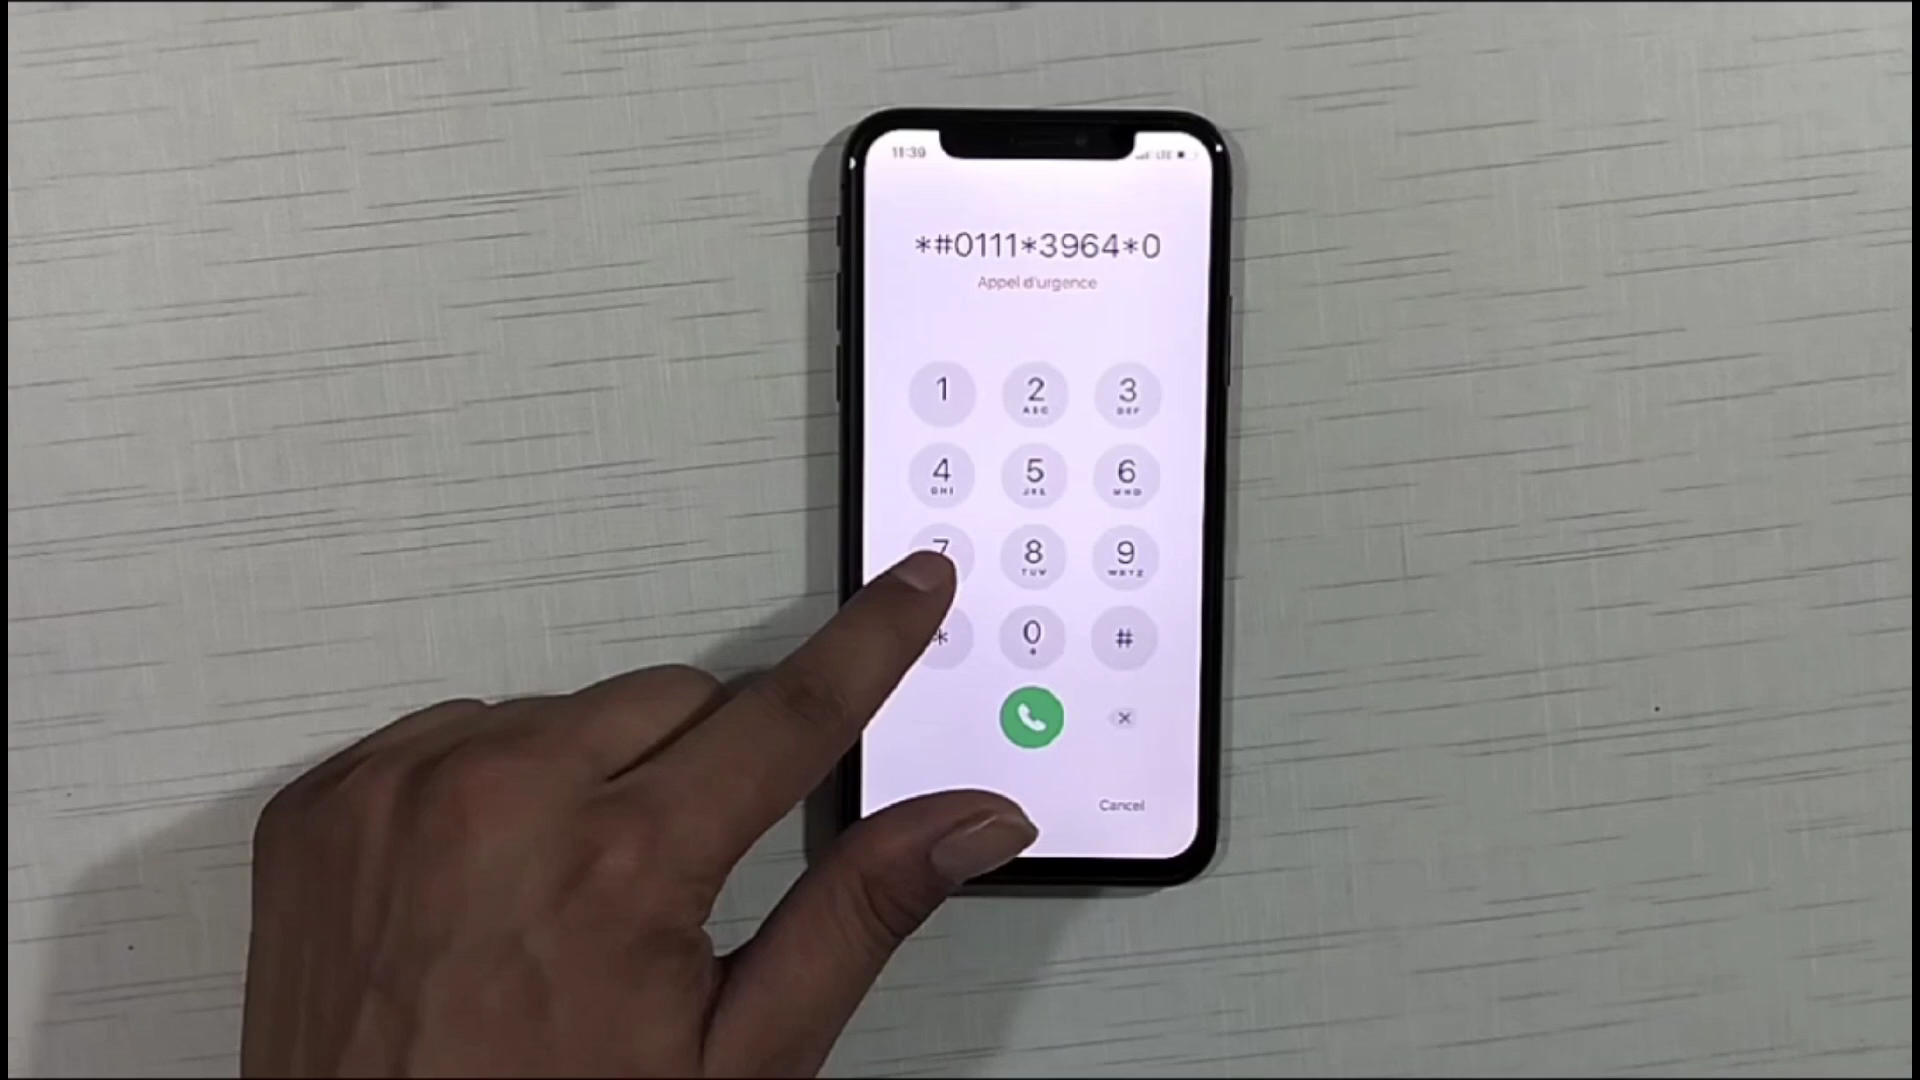 11:39
LTE
*#0111*3964*0
Appel d'urgence
1
2
ABC
3
DEF
4
GHI
5
JKL
6
MNO
7
8
TUV
9
WXYZ
*
0
+
#
Cancel